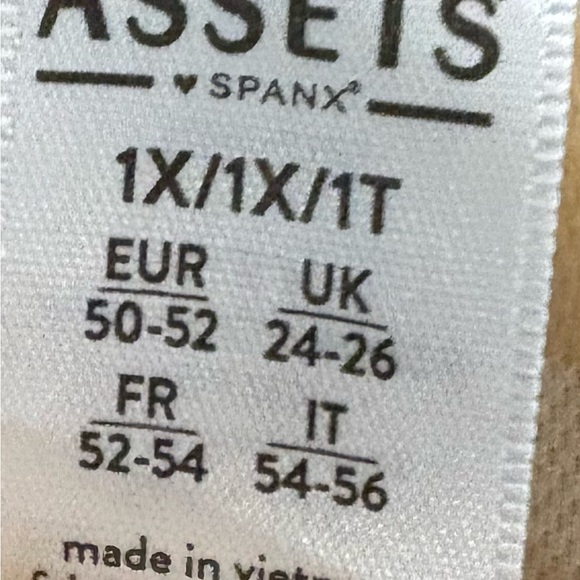 ASSETS
♥ SPANX®
1X/1X/1T
EUR UK
50-52 24-26
FR IT
52-54 54-56
made in